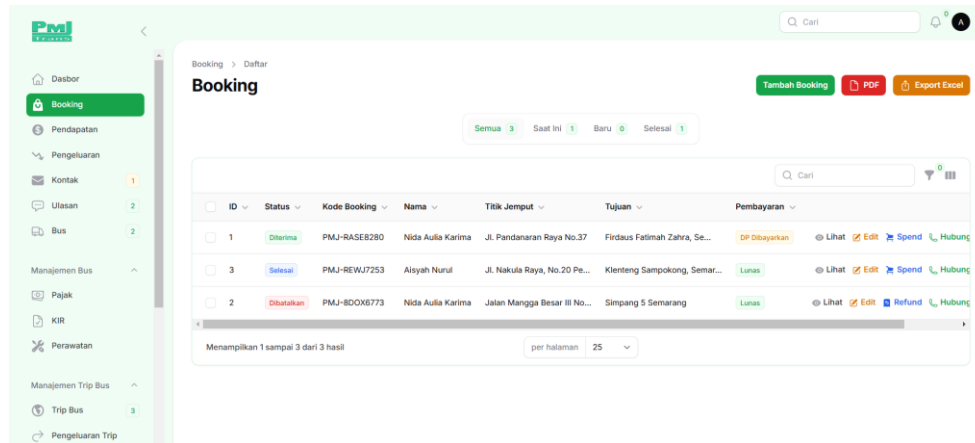 PMJ
Trans
Cari
0
A
Dasbor
Booking
Pendapatan
Pengeluaran
Kontak 1
Ulasan 2
Bus 2
Manajemen Bus
Pajak
KIR
Perawatan
Manajemen Trip Bus
Trip Bus 3
Pengeluaran Trip
Booking > Daftar
Booking
Tambah Booking PDF Export Excel
Semua 3 Saat Ini 1 Baru 0 Selesai 1
Cari 0
ID Status Kode Booking Nama Titik Jemput Tujuan Pembayaran
1 Diterima PMJ-RASE8280 Nida Aulia Karima Jl. Pandanaran Raya No.37 Firdaus Fatimah Zahra, Se... DP Dibayarkan Lihat Edit Spend Hubung
3 Selesai PMJ-REWJ7253 Aisyah Nurul Jl. Nakula Raya, No.20 Pe... Klenteng Sampokong, Semar... Lunas Lihat Edit Spend Hubung
2 Dibatalkan PMJ-8DOX6773 Nida Aulia Karima Jalan Mangga Besar III No... Simpang 5 Semarang Lunas Lihat Edit Refund Hubung
Menampilkan 1 sampai 3 dari 3 hasil
per halaman 25